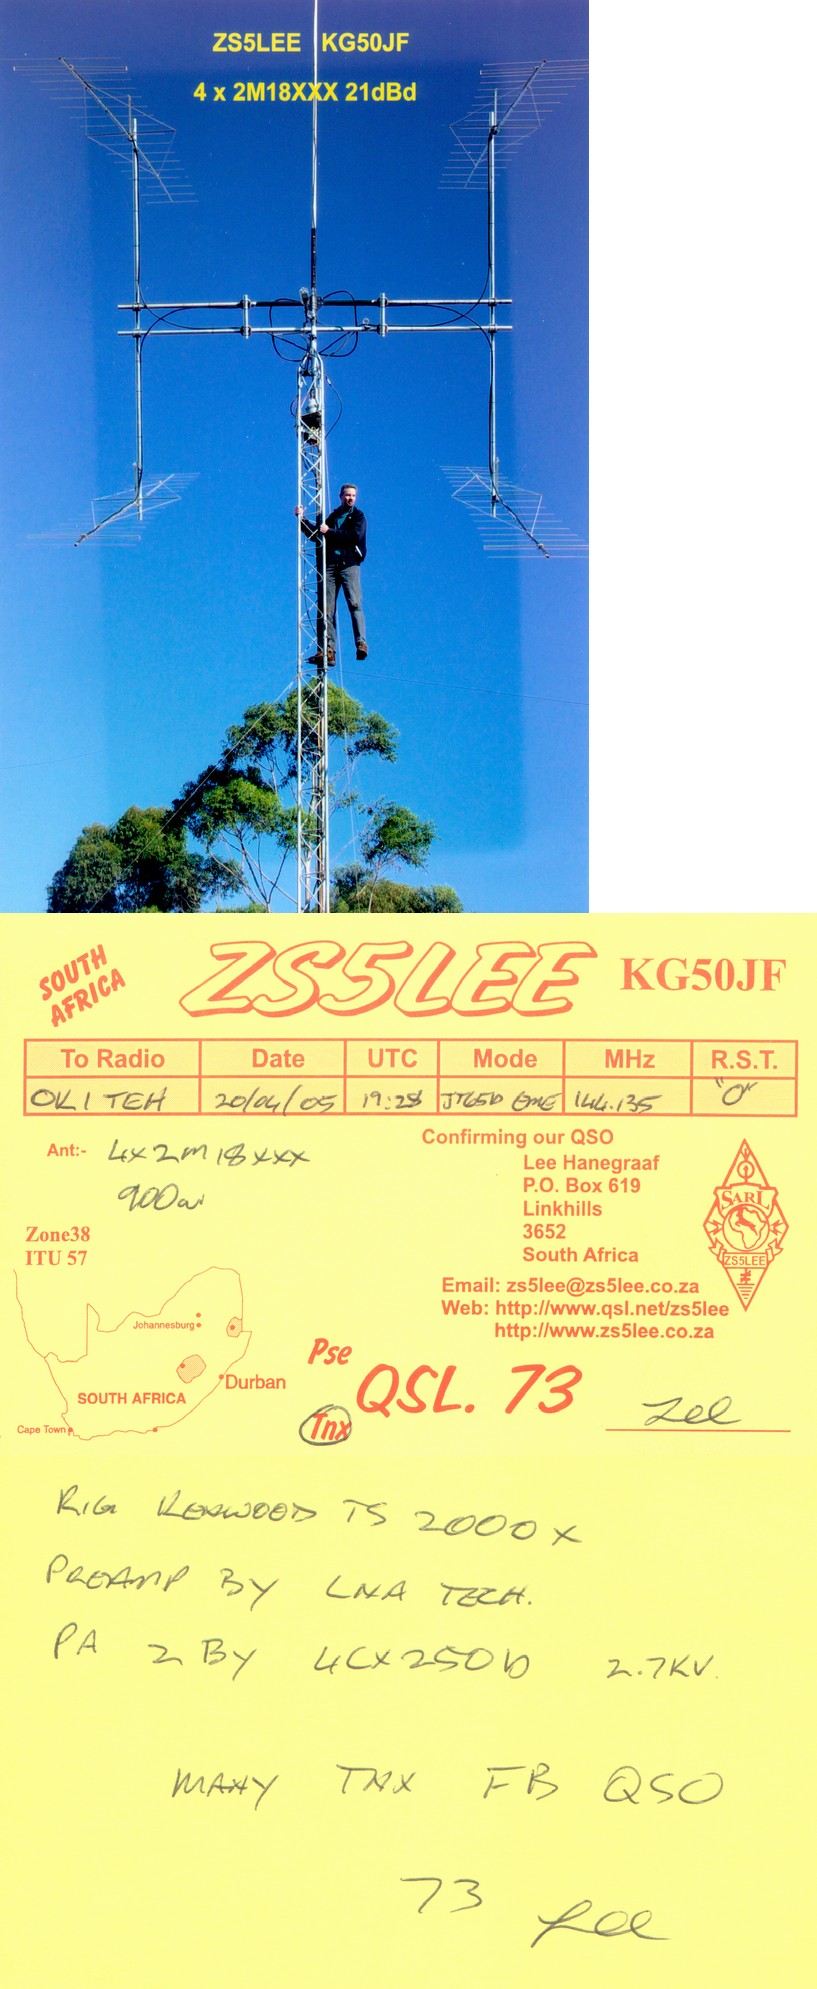 ZS5LEE KG50JF
4 x 2M18XXX 21dBd
SOUTH AFRICA
ZS5LEE KG50JF
To Radio Date UTC Mode MHz R.S.T.
OK1TEH 20/04/05 19:28 JT65b EME 144.135 "O"
Ant:- 4x2M18XXX
900w
Confirming our QSO
Lee Hanegraaf
P.O. Box 619
Linkhills
3652
South Africa
SARL
ZS5LEE
Zone38
ITU 57
Email: zs5lee@zs5lee.co.za
Web: http://www.qsl.net/zs5lee
http://www.zs5lee.co.za
Johannesburg
SOUTH AFRICA
Durban
Cape Town
Pse
Tnx
QSL. 73
Lee
RIG KENWOOD TS 2000X
PREAMP BY LNA TECH.
PA 2 BY 4CX250b 2.7KV.
MANY TNX FB QSO
73 Lee